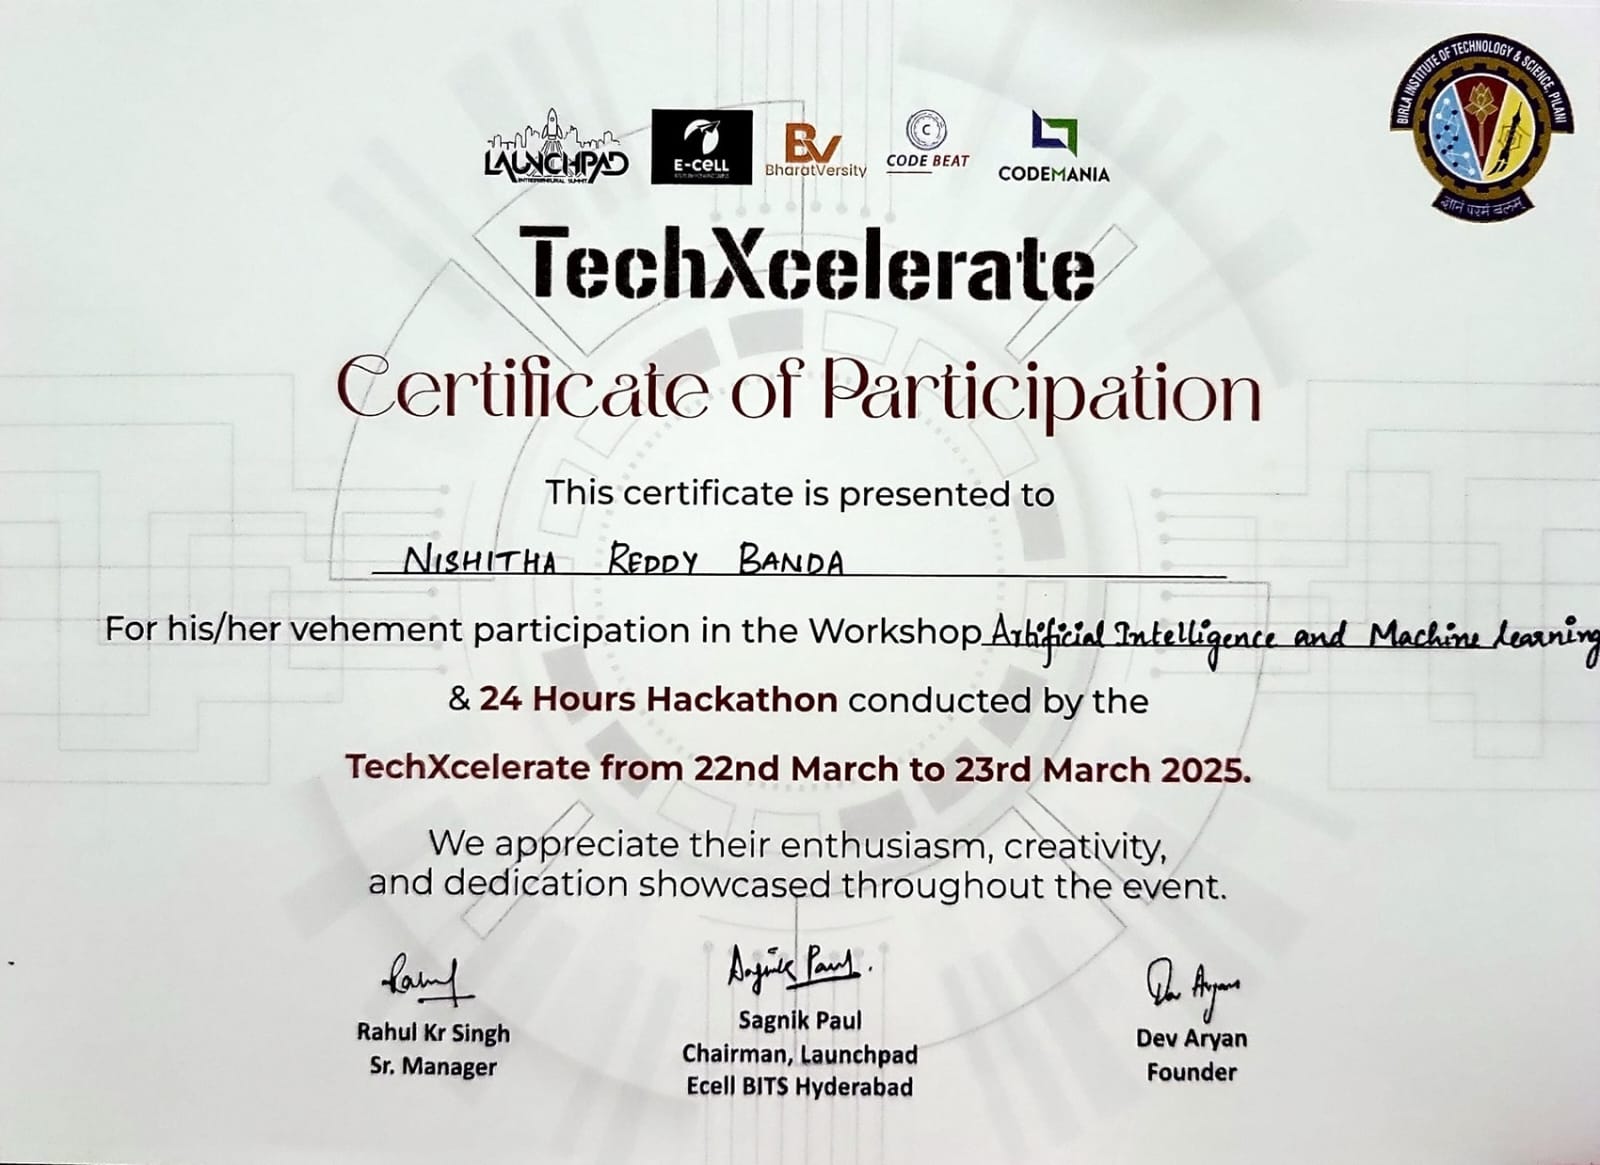 LAUNCHPAD
ENTREPRENEURIAL SUMMIT
E-CELL
BV
BharatVersity
C
CODE BEAT
CODEMANIA
BIRLA INSTITUTE OF TECHNOLOGY & SCIENCE, PILANI
ज्ञानं परमं बलम्
TechXcelerate
Certificate of Participation
This certificate is presented to
NISHITHA REDDY BANDA
For his/her vehement participation in the Workshop Artificial Intelligence and Machine learning
& 24 Hours Hackathon conducted by the
TechXcelerate from 22nd March to 23rd March 2025.
We appreciate their enthusiasm, creativity,
and dedication showcased throughout the event.
Sagnik Paul.
Dev Aryan
Rahul Kr Singh
Sr. Manager
Sagnik Paul
Chairman, Launchpad
Ecell BITS Hyderabad
Dev Aryan
Founder